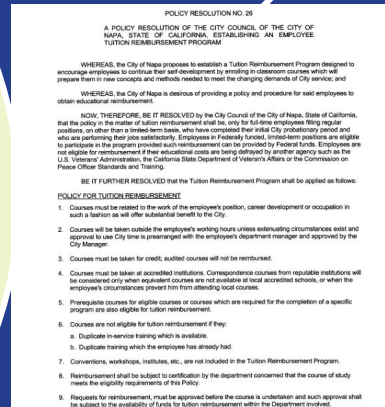 POLICY RESOLUTION NO. 26
A POLICY RESOLUTION OF THE CITY COUNCIL OF THE CITY OF
NAPA, STATE OF CALIFORNIA, ESTABLISHING AN EMPLOYEE
TUITION REIMBURSEMENT PROGRAM
WHEREAS, the City of Napa proposes to establish a Tuition Reimbursement Program designed to
encourage employees to continue their self-development by enrolling in classroom courses which will
prepare them in new concepts and methods needed to meet the changing demands of City service; and
WHEREAS, the City of Napa is desirous of providing a policy and procedure for said employees to
obtain educational reimbursement.
NOW, THEREFORE, BE IT RESOLVED by the City Council of the City of Napa, State of California,
that the policy in the matter of tuition reimbursement shall be, only for full-time employees filling regular
positions, on other than a limited-term basis, who have completed their initial City probationary period and
who are performing their jobs satisfactorily. Employees in Federally funded, limited-term positions are eligible
to participate in the program provided such reimbursement can be provided by Federal funds. Employees are
not eligible for reimbursement if their educational costs are being defrayed by another agency such as the
U.S. Veterans' Administration, the California State Department of Veteran's Affairs or the Commission on
Peace Officer Standards and Training.
BE IT FURTHER RESOLVED that the Tuition Reimbursement Program shall be applied as follows:
POLICY FOR TUITION REIMBURSEMENT
1. Courses must be related to the work of the employee's position, career development or occupation in
such a fashion as will offer substantial benefit to the City.
2. Courses will be taken outside the employee's working hours unless extenuating circumstances exist and
approval to use City time is prearranged with the employee's department manager and approved by the
City Manager.
3. Courses must be taken for credit; audited courses will not be reimbursed.
4. Courses must be taken at accredited institutions. Correspondence courses from reputable institutions will
be considered only when equivalent courses are not available at local accredited schools, or when the
employee's circumstances prevent him from attending local courses.
5. Prerequisite courses for eligible courses or courses which are required for the completion of a specific
program are also eligible for tuition reimbursement.
6. Courses are not eligible for tuition reimbursement if they:
a. Duplicate in-service training which is available.
b. Duplicate training which the employee has already had.
7. Conventions, workshops, institutes, etc., are not included in the Tuition Reimbursement Program.
8. Reimbursement shall be subject to certification by the department concerned that the course of study
meets the eligibility requirements of this Policy.
9. Requests for reimbursement, must be approved before the course is undertaken and such approval shall
be subject to the availability of funds for tuition reimbursement within the Department involved.